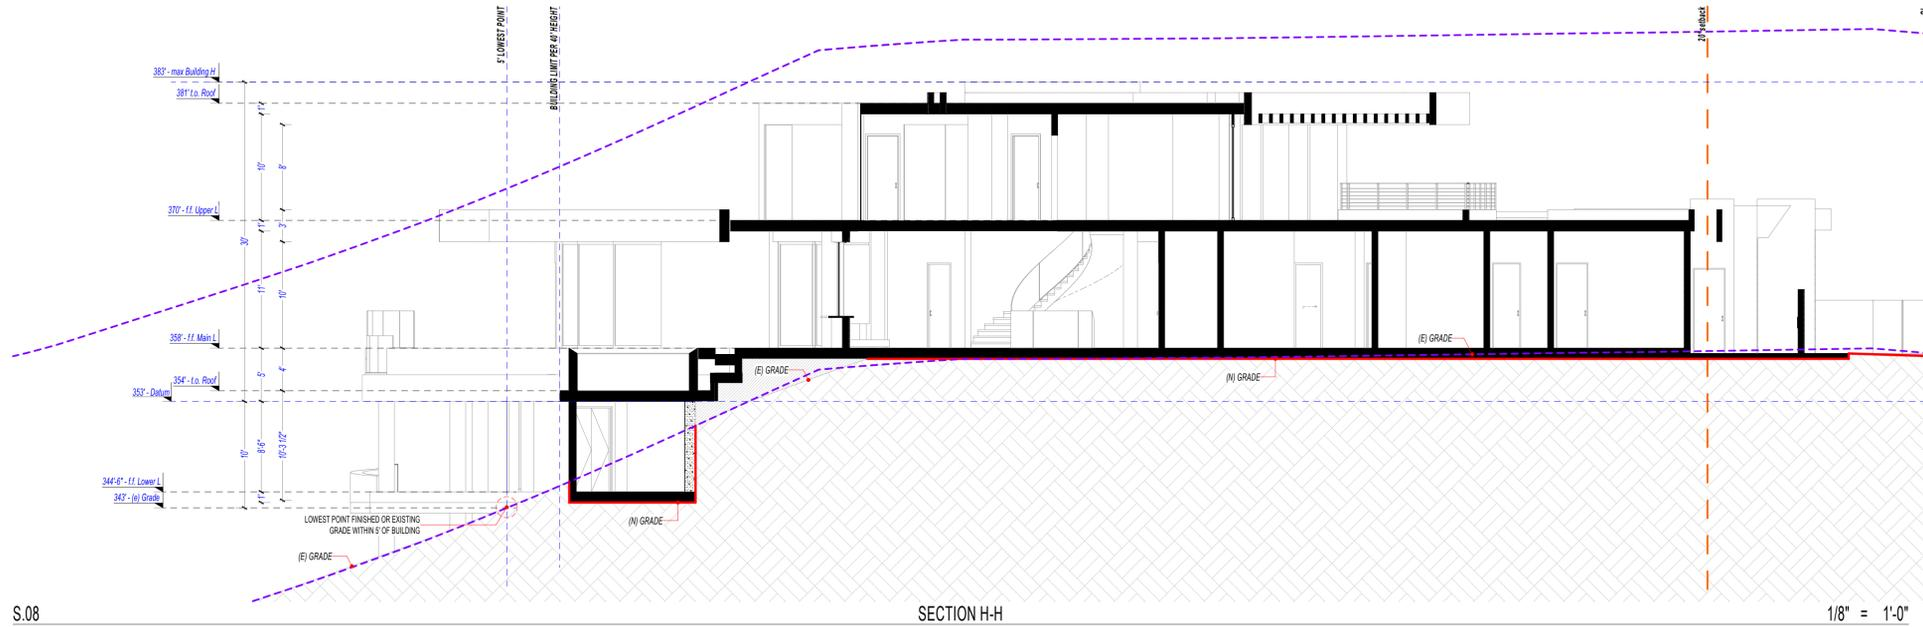 5' LOWEST POINT
BUILDING LIMIT PER 40' HEIGHT
20' setback
383' - max Building H
381' t.o. Roof
1'
10'
8'
370' - f.f. Upper L
1'
3'
30'
11'
10'
358' - f.f. Main L
(E) GRADE
5'
4'
(E) GRADE
(N) GRADE
354' - t.o. Roof
353' - Datum
10'
8'-6"
10'-3 1/2"
344'-6" - f.f. Lower L
1'
343' - (e) Grade
LOWEST POINT FINISHED OR EXISTING
GRADE WITHIN 5' OF BUILDING
(N) GRADE
(E) GRADE
S.08
SECTION H-H
1/8" = 1'-0"